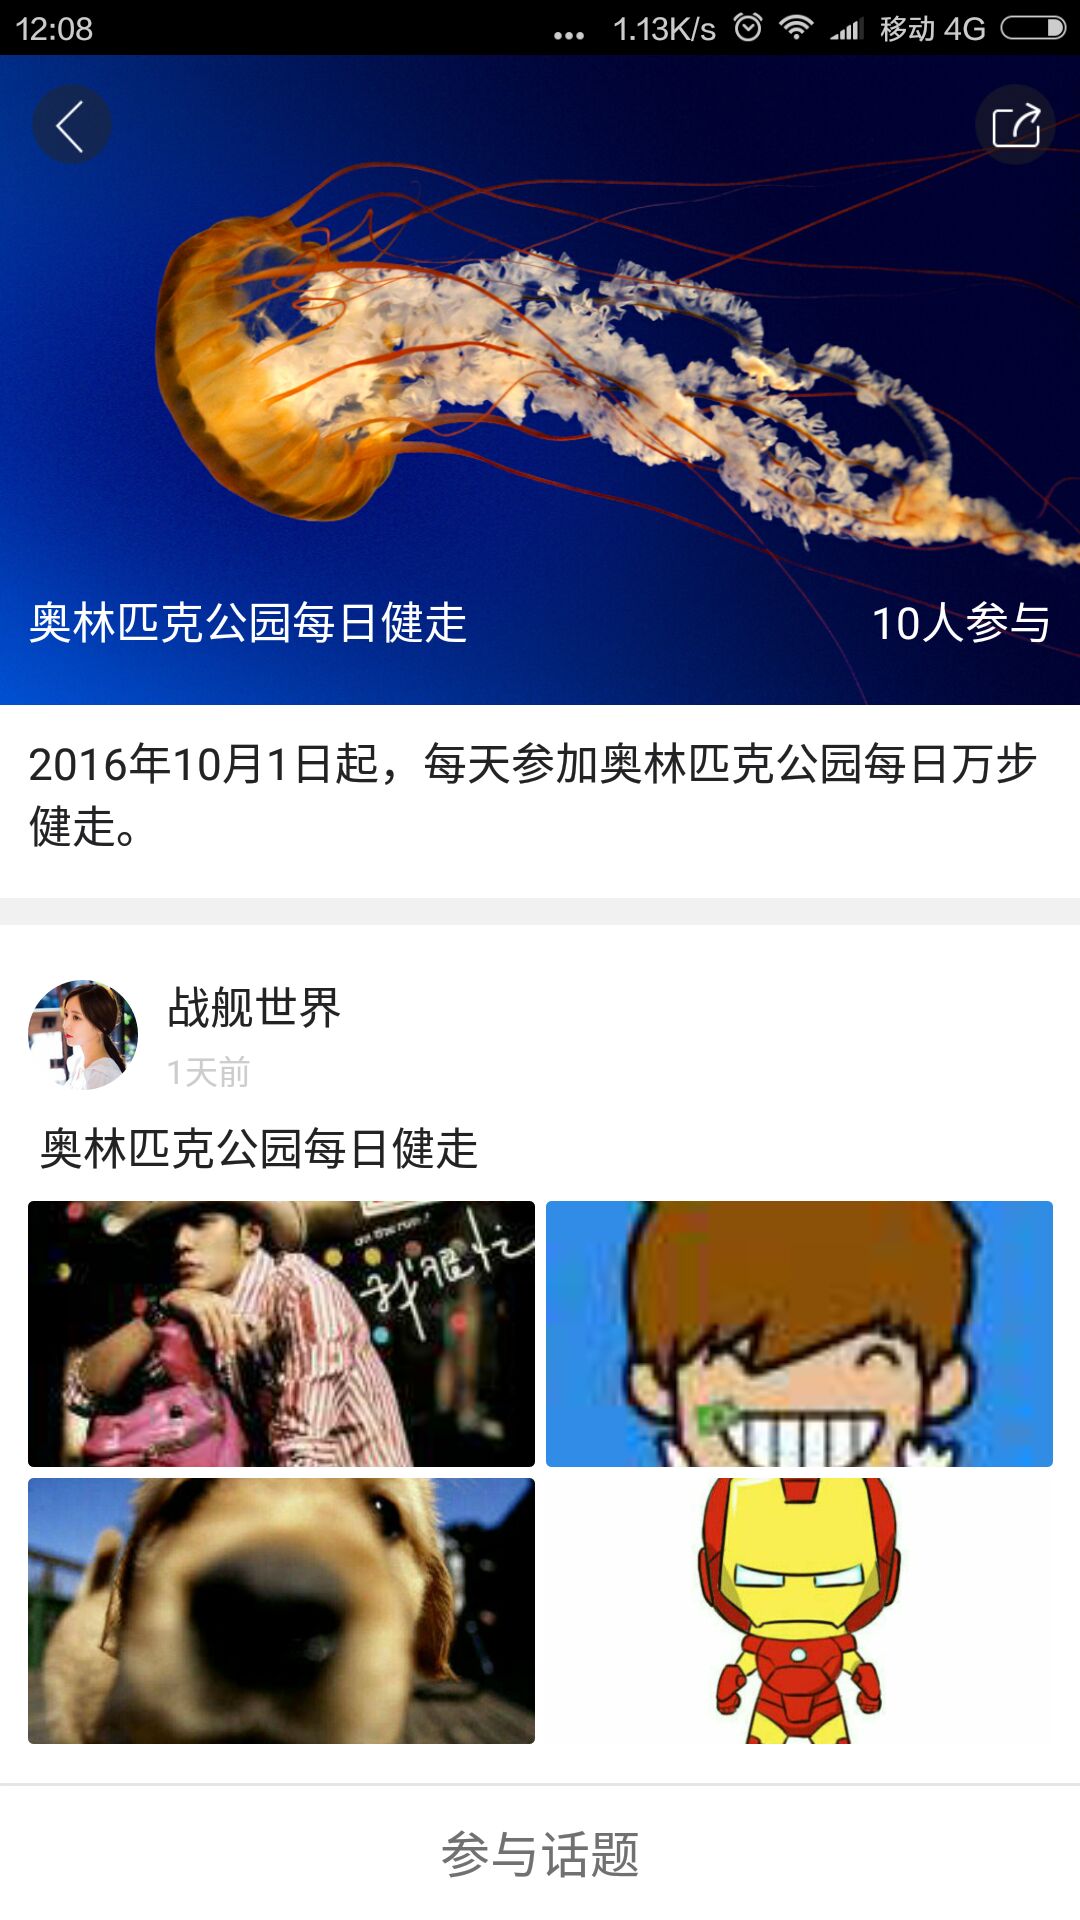 12:08
... 1.13K/s 移动 4G
奥林匹克公园每日健走
10人参与
2016年10月1日起，每天参加奥林匹克公园每日万步
健走。
战舰世界
1天前
奥林匹克公园每日健走
我很忙
参与话题